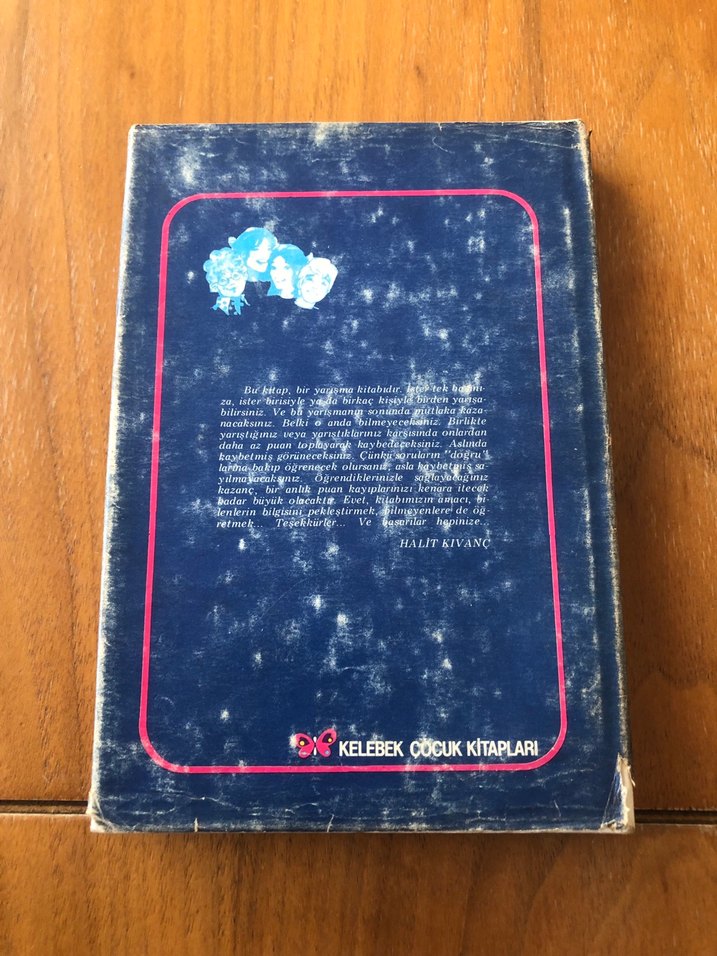 Bu kitap, bir yarışma kitabıdır. İster tek başını-
za, ister birisiyle ya da birkaç kişiyle birden yarışa-
bilirsiniz. Ve bu yarışmanın sonunda mutlaka kaza-
nacaksınız. Belki o anda bilmeyeceksiniz. Birlikte
yarıştığınız veya yarıştıklarınız karşısında onlardan
daha az puan toplayarak kaybedeceksiniz. Aslında
kaybetmiş görüneceksiniz. Çünkü soruların "doğru"
larına bakıp öğrenecek olursanız, asla kaybetmiş sa-
yılmayacaksınız. Öğrendiklerinizle sağlayacağınız
kazanç, bir anlık puan kayıplarınızı kenara itecek
kadar büyük olacaktır. Evet, kitabımızın amacı, bi-
lenlerin bilgisini pekleştirmek, bilmeyenlere de öğ-
retmek... Teşekkürler... Ve başarılar hepinize..
HALİT KIVANÇ
KELEBEK ÇOCUK KİTAPLARI